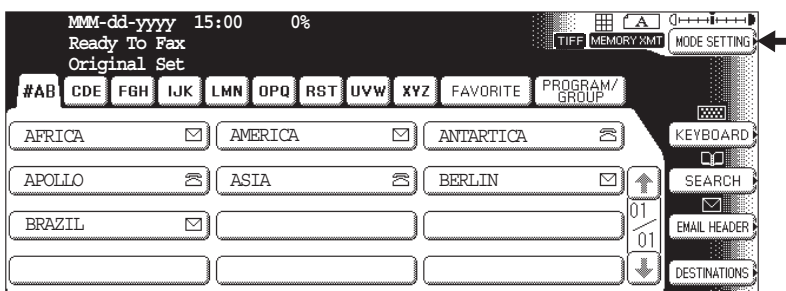 MMM-dd-yyyy 15:00 0%
Ready To Fax
Original Set
A
TIFF MEMORY XMT MODE SETTING
#AB CDE FGH IJK LMN OPQ RST UVW XYZ FAVORITE PROGRAM/
GROUP
AFRICA AMERICA ANTARTICA
KEYBOARD
APOLLO ASIA BERLIN
SEARCH
BRAZIL
01
01
EMAIL HEADER
DESTINATIONS